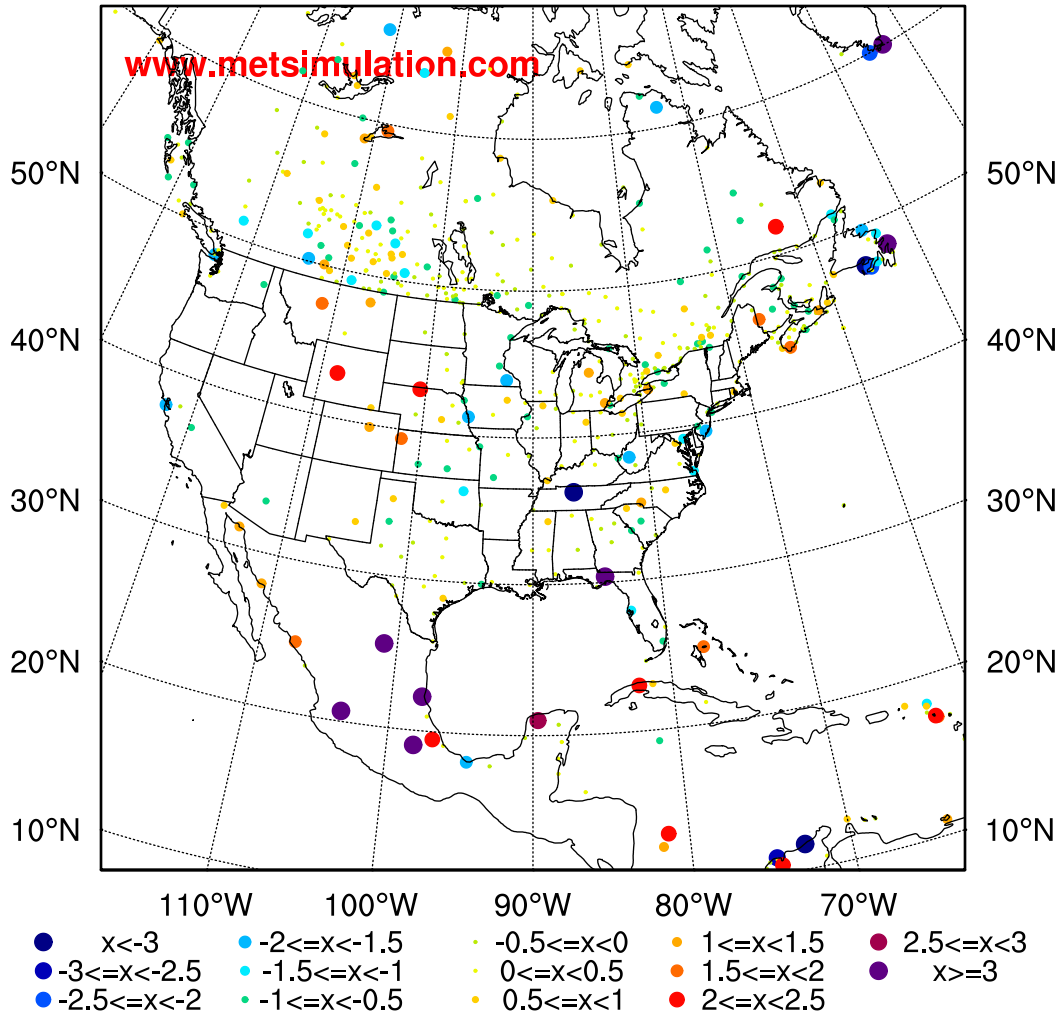 www.metsimulation.com
50°N 50°N
40°N 40°N
30°N 30°N
20°N 20°N
10°N 10°N
110°W 100°W 90°W 80°W 70°W
x<-3 -2<=x<-1.5 -0.5<=x<0 1<=x<1.5 2.5<=x<3
-3<=x<-2.5 -1.5<=x<-1 0<=x<0.5 1.5<=x<2 x>=3
-2.5<=x<-2 -1<=x<-0.5 0.5<=x<1 2<=x<2.5